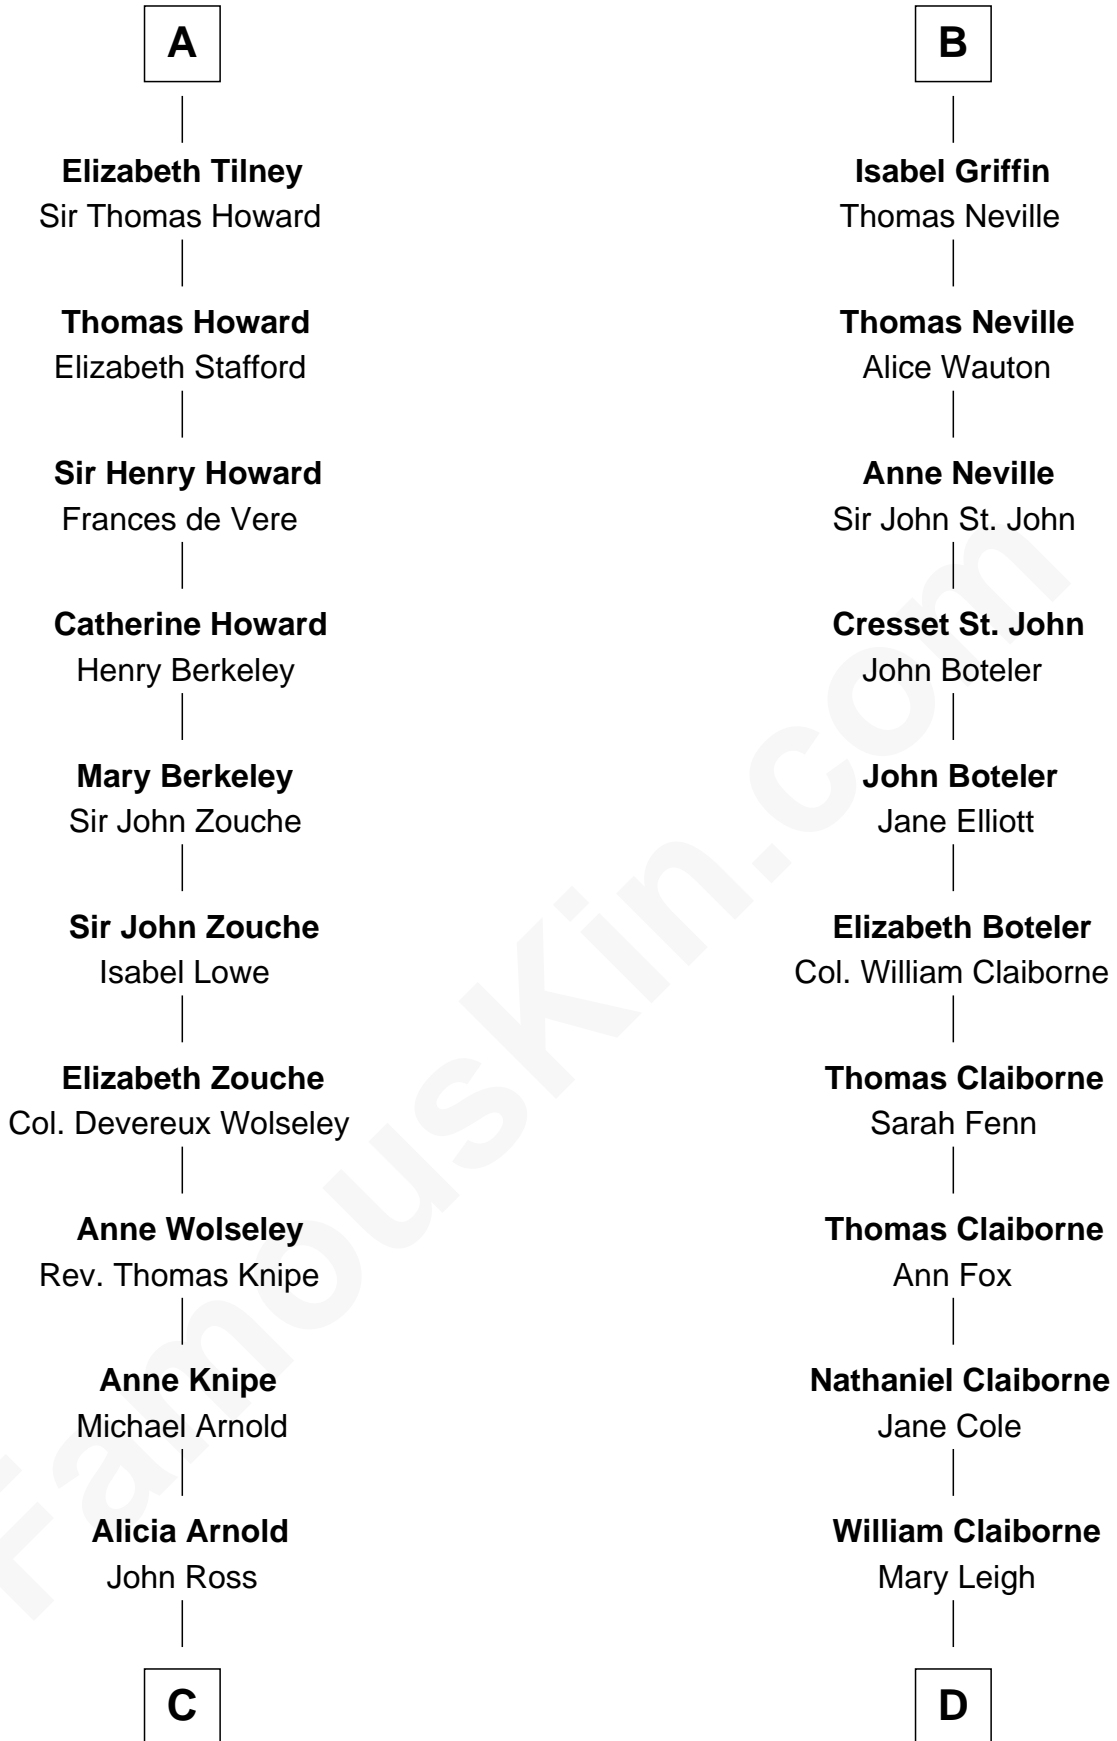 A
Elizabeth Tilney
Sir Thomas Howard
Thomas Howard
Elizabeth Stafford
Sir Henry Howard
Frances de Vere
Catherine Howard
Henry Berkeley
Mary Berkeley
Sir John Zouche
Sir John Zouche
Isabel Lowe
Elizabeth Zouche
Col. Devereux Wolseley
Anne Wolseley
Rev. Thomas Knipe
Anne Knipe
Michael Arnold
Alicia Arnold
John Ross
C
B
Isabel Griffin
Thomas Neville
Thomas Neville
Alice Wauton
Anne Neville
Sir John St. John
Cresset St. John
John Boteler
John Boteler
Jane Elliott
Elizabeth Boteler
Col. William Claiborne
Thomas Claiborne
Sarah Fenn
Thomas Claiborne
Ann Fox
Nathaniel Claiborne
Jane Cole
William Claiborne
Mary Leigh
D
FamousKin.com